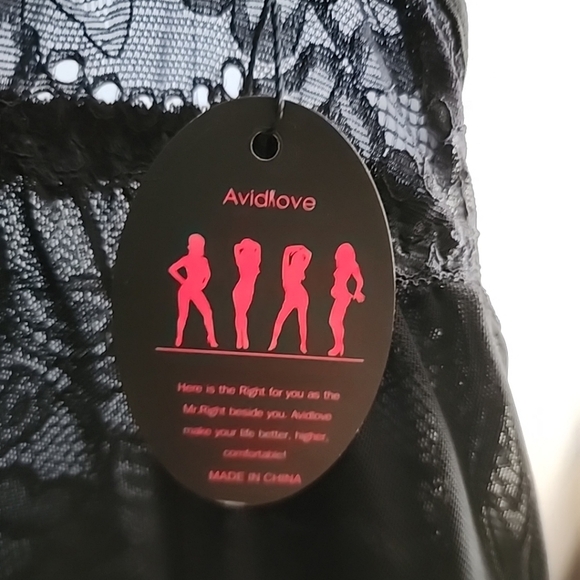 Avidlove
Here is the Right for you as the
Mr.Right beside you. Avidlove
make your life better, higher,
comfortable!
MADE IN CHINA